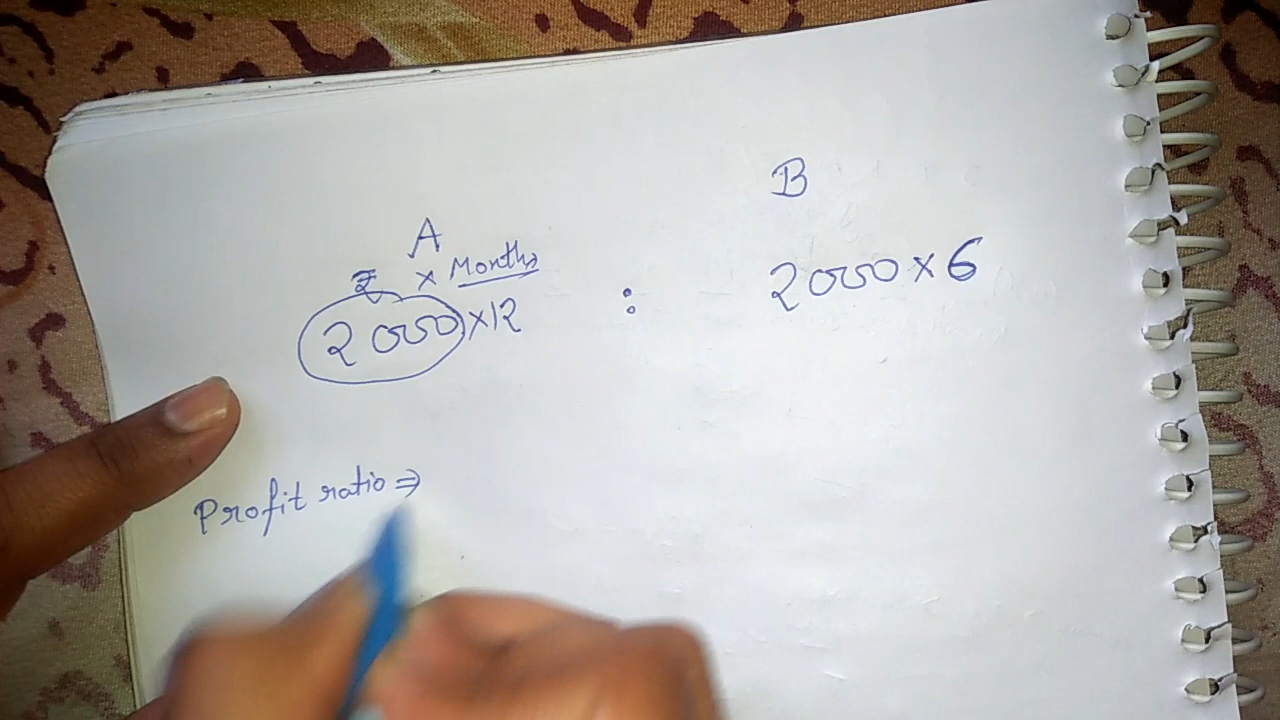 A B
₹ × Months
2000×12 : 2000×6
Profit ratio ⇒